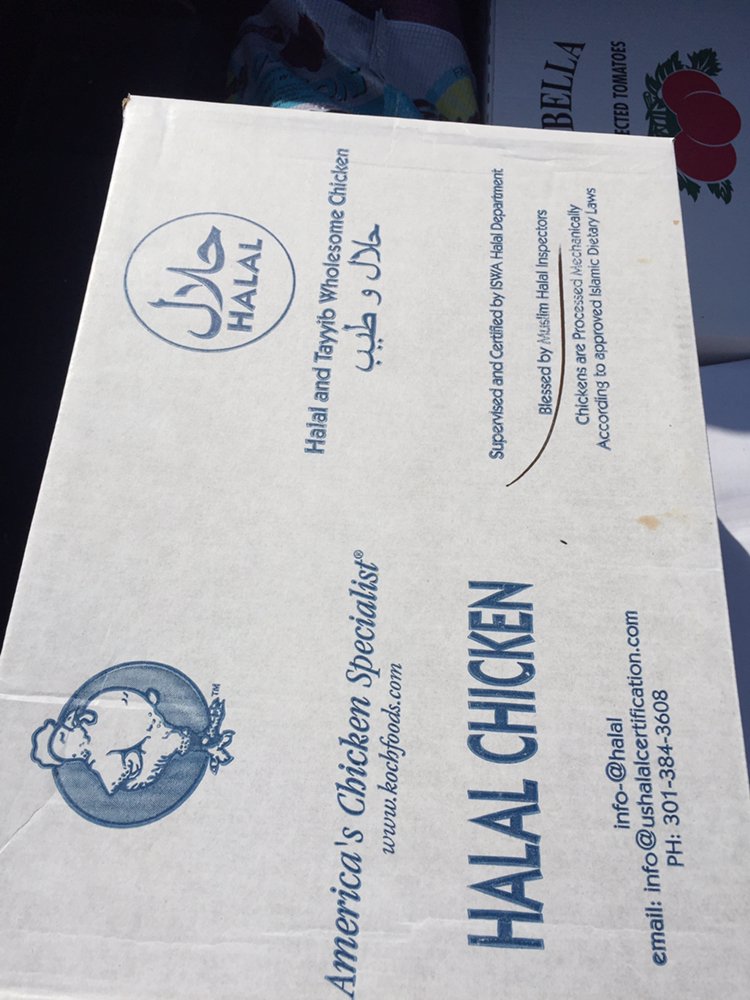 حلال
HALAL
Halal and Tayyib Wholesome Chicken
حلال و طيب
Supervised and Certified by ISWA Halal Department
Blessed by Muslim Halal Inspectors
Chickens are Processed Mechanically
According to approved Islamic Dietary Laws
TM
America's Chicken Specialist®
www.kochfoods.com
HALAL CHICKEN
info-@halal
email: info@ushalalcertification.com
PH: 301-384-3608
BELLA
ECTED TOMATOES